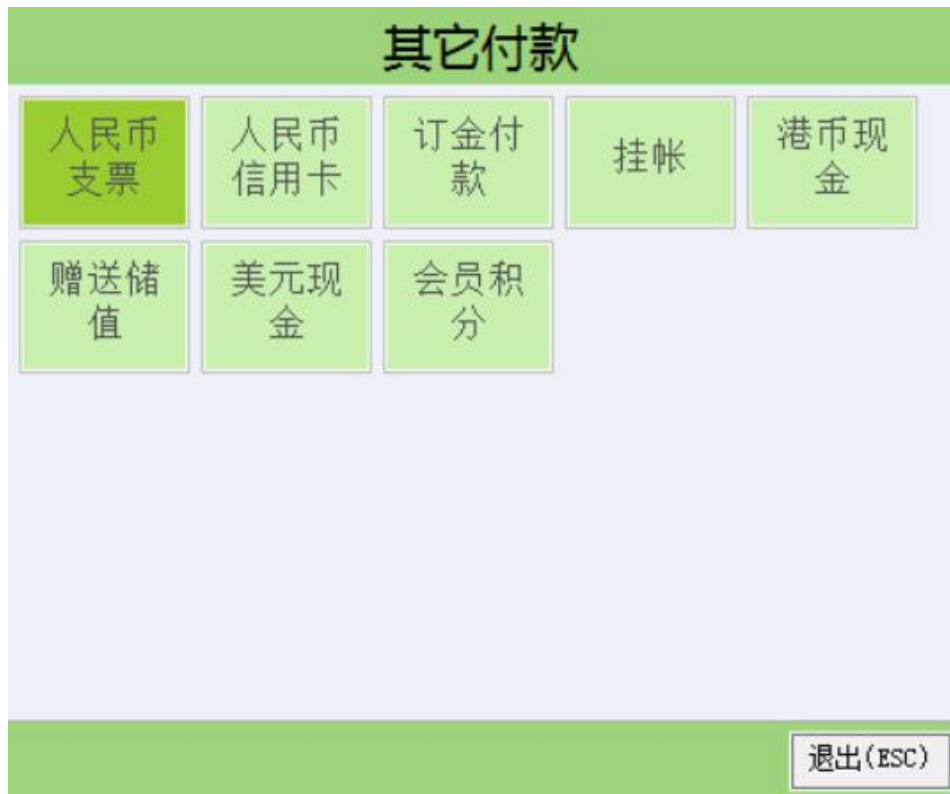 其它付款
人民币
支票
人民币
信用卡
订金付
款
挂帐
港币现
金
赠送储
值
美元现
金
会员积
分
退出(ESC)